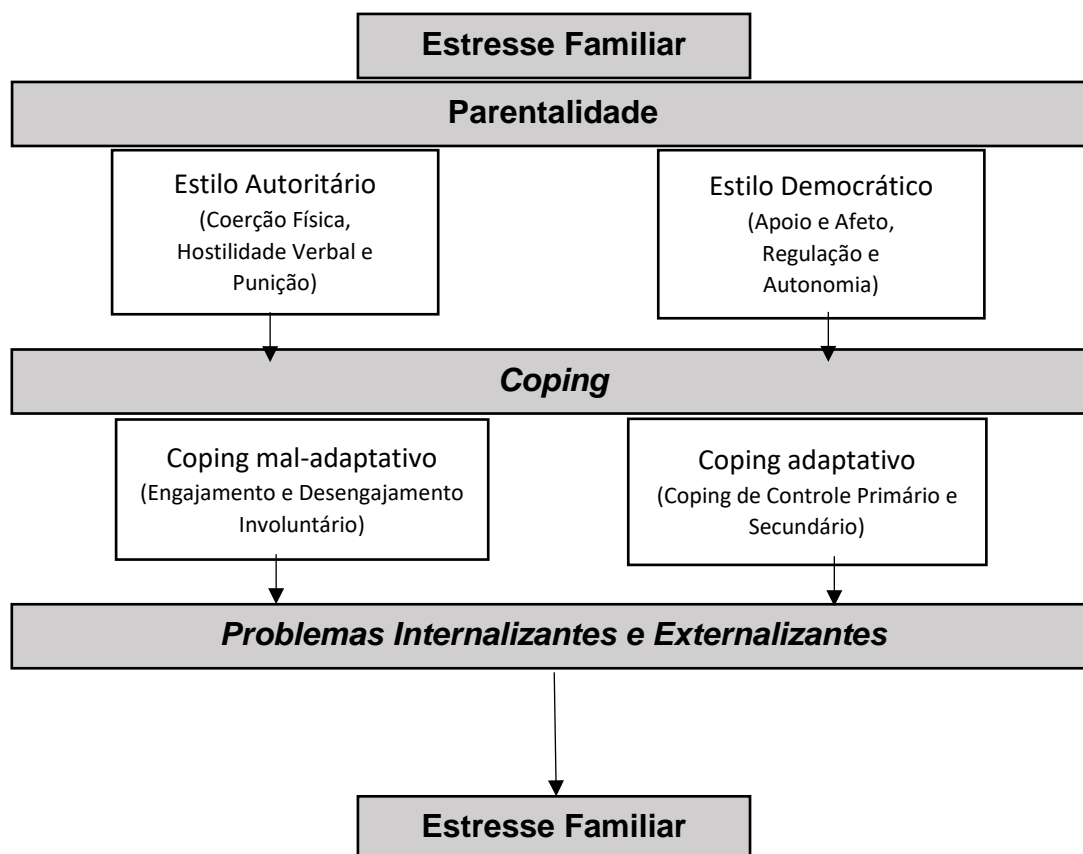 Estresse Familiar
Parentalidade
Estilo Autoritário
(Coerção Física,
Hostilidade Verbal e
Punição)
Estilo Democrático
(Apoio e Afeto,
Regulação e
Autonomia)
Coping
Coping mal-adaptativo
(Engajamento e Desengajamento
Involuntário)
Coping adaptativo
(Coping de Controle Primário e
Secundário)
Problemas Internalizantes e Externalizantes
Estresse Familiar